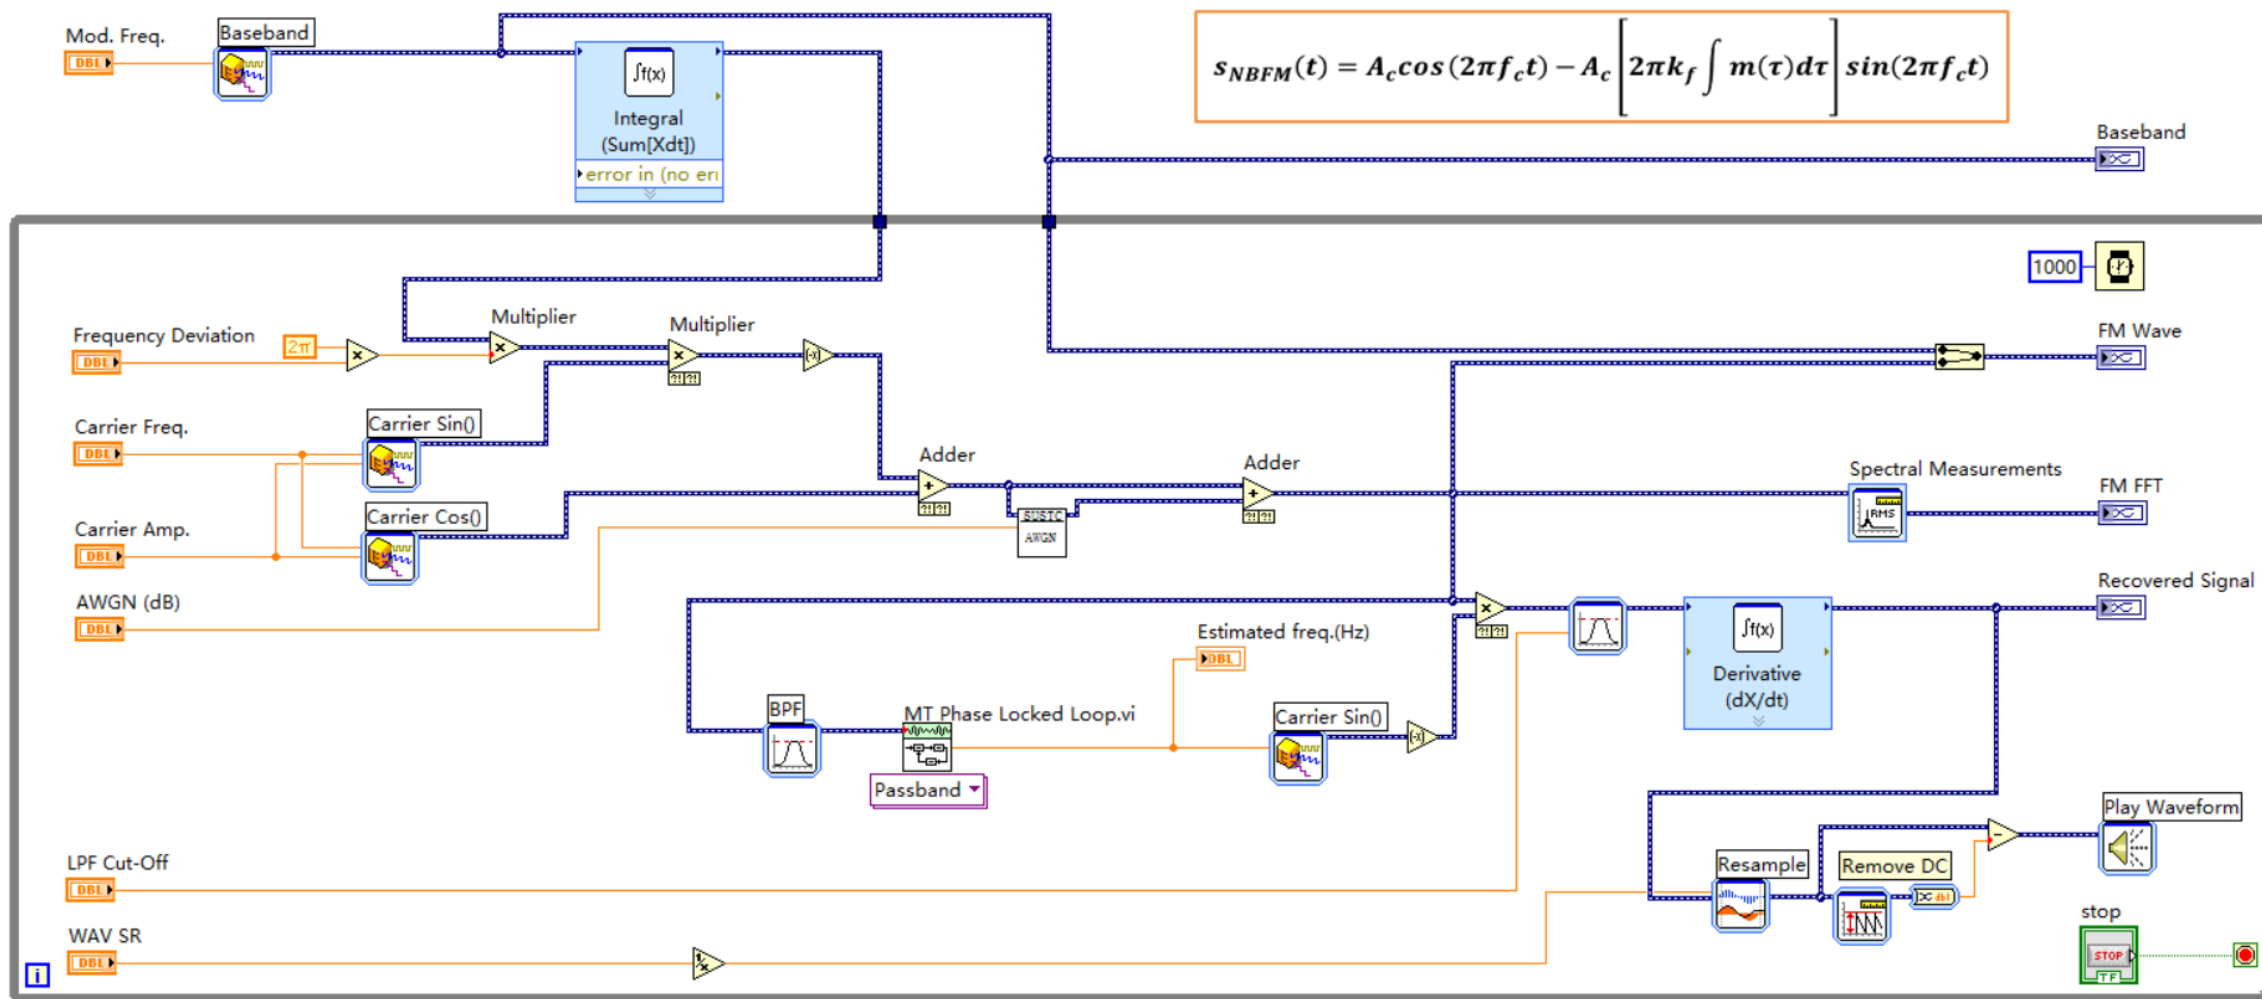 Mod. Freq.
DBL
Baseband
∫f(x)
Integral
(Sum[Xdt])
error in (no err
s_NBFM(t) = A_c cos(2πf_c t) − A_c [2πk_f ∫ m(τ)dτ] sin(2πf_c t)
Baseband
1000
Frequency Deviation
DBL
2π
×
Multiplier
×
Multiplier
×
(-x)
FM Wave
Carrier Freq.
DBL
Carrier Sin()
Carrier Amp.
DBL
Carrier Cos()
Adder
+
Adder
+
SUSTC
AWGN
Spectral Measurements
RMS
FM FFT
AWGN (dB)
DBL
Estimated freq.(Hz)
DBL
×
∫f(x)
Derivative
(dX/dt)
Recovered Signal
BPF
MT Phase Locked Loop.vi
Passband
Carrier Sin()
(-x)
LPF Cut-Off
DBL
Resample
Remove DC
dbl
−
Play Waveform
WAV SR
DBL
1/x
stop
STOP
TF
i